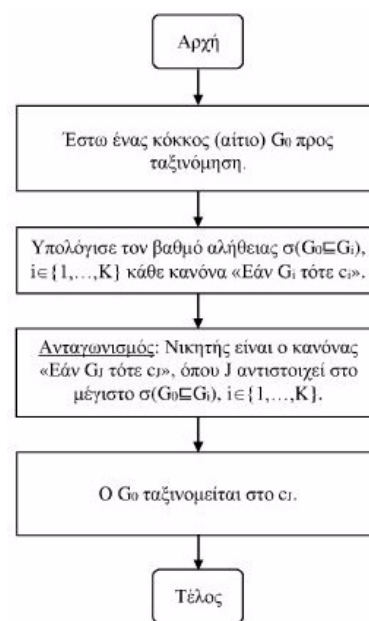 Αρχή
Έστω ένας κόκκος (αίτιο) G₀ προς
ταξινόμηση.
Υπολόγισε τον βαθμό αλήθειας σ(G₀⊑Gᵢ),
i∈{1,…,K} κάθε κανόνα «Εάν Gᵢ τότε cᵢ».
Ανταγωνισμός: Νικητής είναι ο κανόνας
«Εάν G_J τότε c_J», όπου J αντιστοιχεί στο
μέγιστο σ(G₀⊑Gᵢ), i∈{1,…,K}.
Ο G₀ ταξινομείται στο c_J.
Τέλος